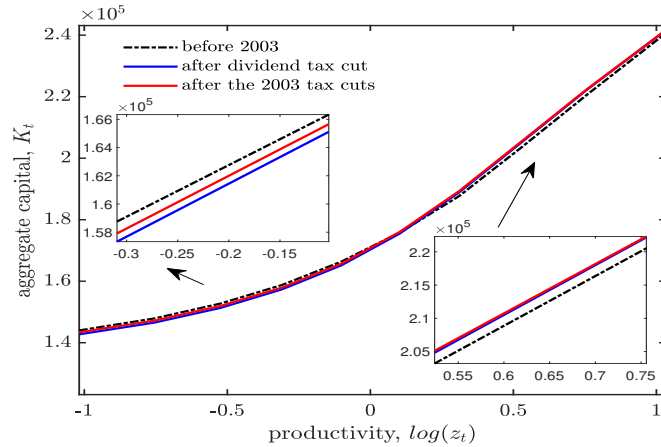 ×10⁵
2.4
2.2
2
1.8
1.6
1.4
aggregate capital, K_t
before 2003
after dividend tax cut
after the 2003 tax cuts
×10⁵
1.66
1.64
1.62
1.6
1.58
-0.3 -0.25 -0.2 -0.15
×10⁵
2.2
2.15
2.1
2.05
0.55 0.6 0.65 0.7 0.75
-1 -0.5 0 0.5 1
productivity, log(z_t)